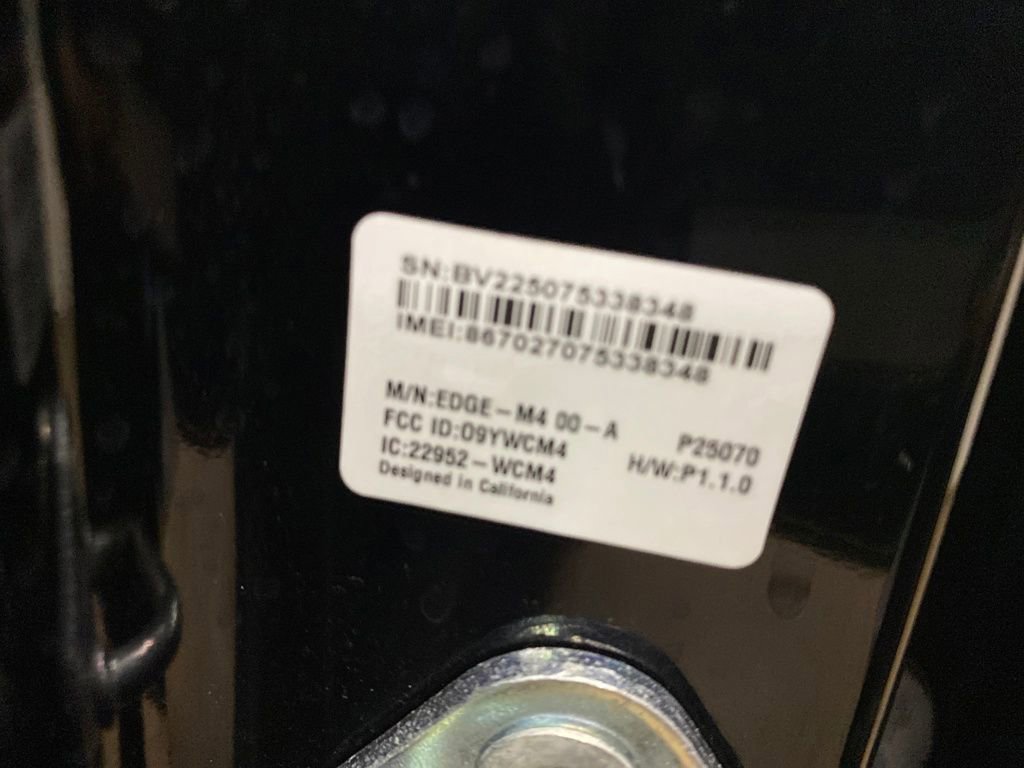 SN:BV225075338348
IMEI:867027075338348
M/N:EDGE-M4 00-A
P25070
FCC ID:O9YWCM4
H/W:P1.1.0
IC:22952-WCM4
Designed in California